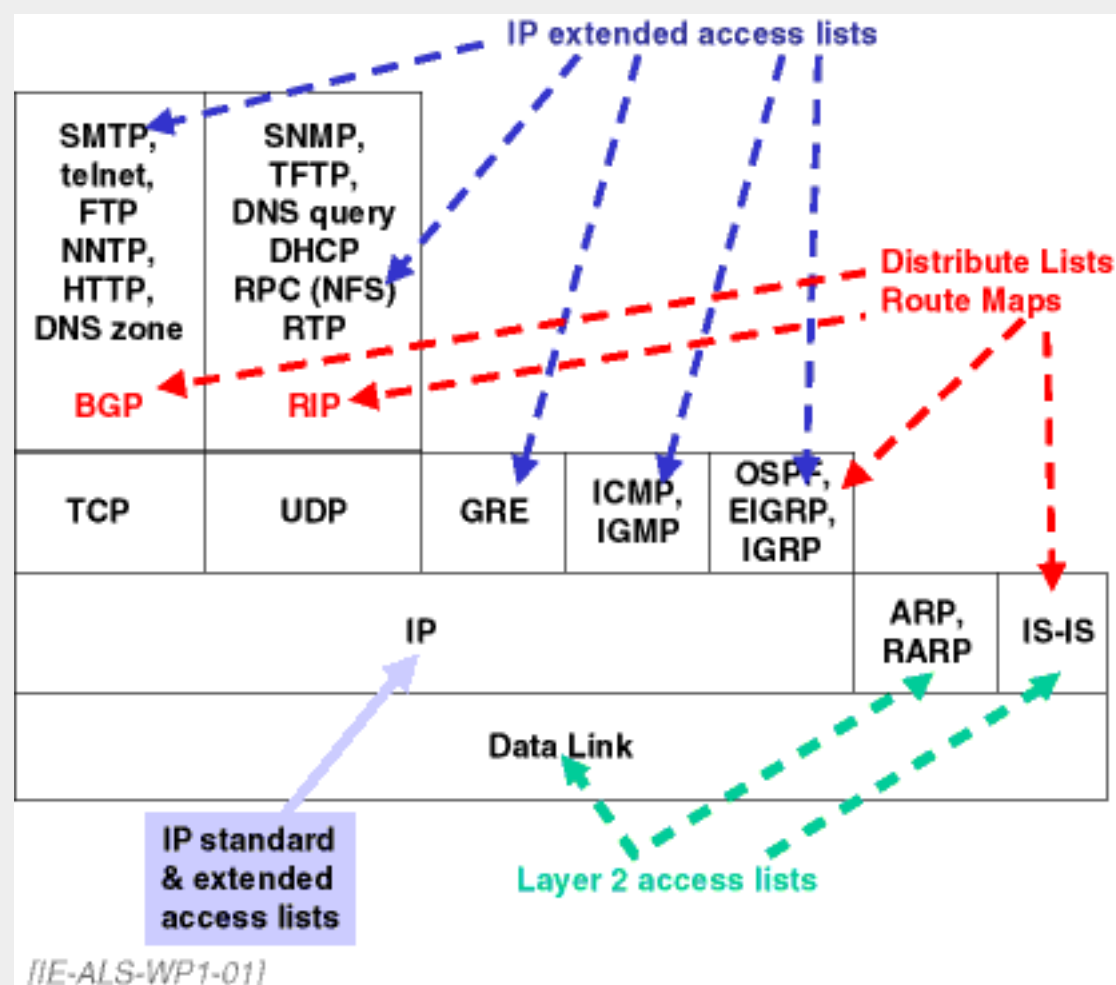 IP extended access lists
SMTP,
telnet,
FTP
NNTP,
HTTP,
DNS zone
BGP
SNMP,
TFTP,
DNS query
DHCP
RPC (NFS)
RTP
RIP
Distribute Lists
Route Maps
TCP
UDP
GRE
ICMP,
IGMP
OSPF,
EIGRP,
IGRP
IP
ARP,
RARP
IS-IS
Data Link
IP standard
& extended
access lists
Layer 2 access lists
[IE-ALS-WP1-01]